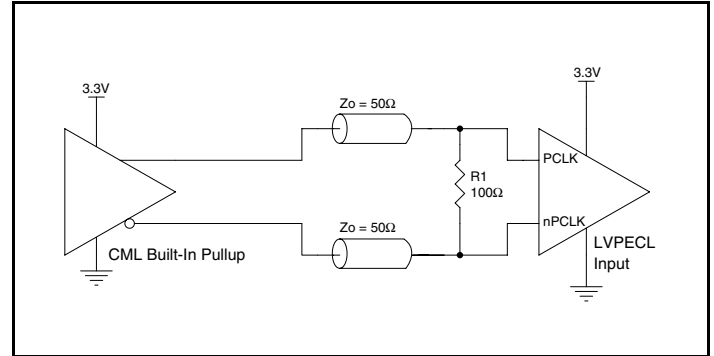 3.3V
3.3V
Zo = 50Ω
PCLK
R1
100Ω
nPCLK
Zo = 50Ω
CML Built-In Pullup
LVPECL
Input